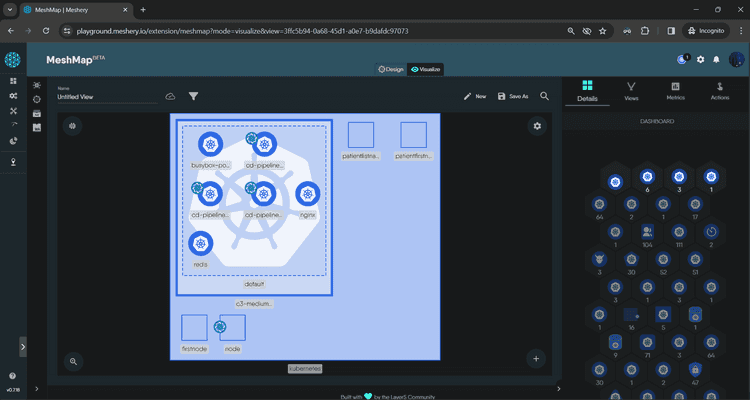 MeshMap | Meshery
playground.meshery.io/extension/meshmap?mode=visualize&view=3ffc5b94-0a68-45d1-a0e7-b9dafdc97073
Incognito
MeshMap BETA
1
Design
Visualize
Name
Untitled View
New
Save As
Details
Views
Metrics
Actions
DASHBOARD
busybox-po...
cd-pipeline...
cd-pipeline...
cd-pipeline...
nginx
redis
default
c3-medium...
patientlistna...
patientfirstn...
firstnode
node
kubernetes
6 3 1
64 2 1 17
1 104 111 2
3 30 52 51
3 1 3 1
1 16 5 1
9 71 3 64
30 1 2 47
v0.7.18
Built with by the Layer5 Community